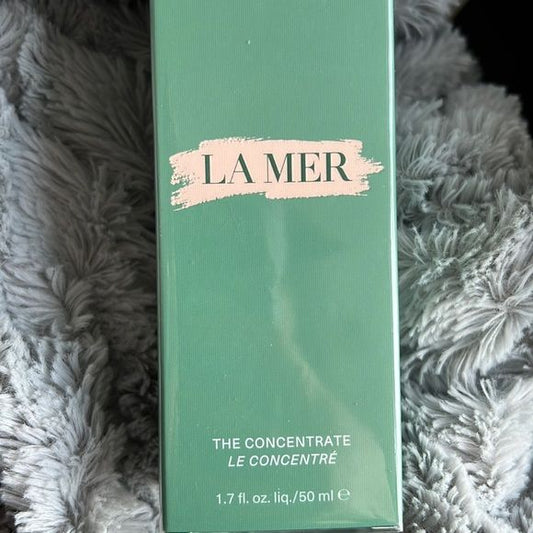 LA MER
THE CONCENTRATE
LE CONCENTRÉ
1.7 fl. oz. liq./50 ml ℮